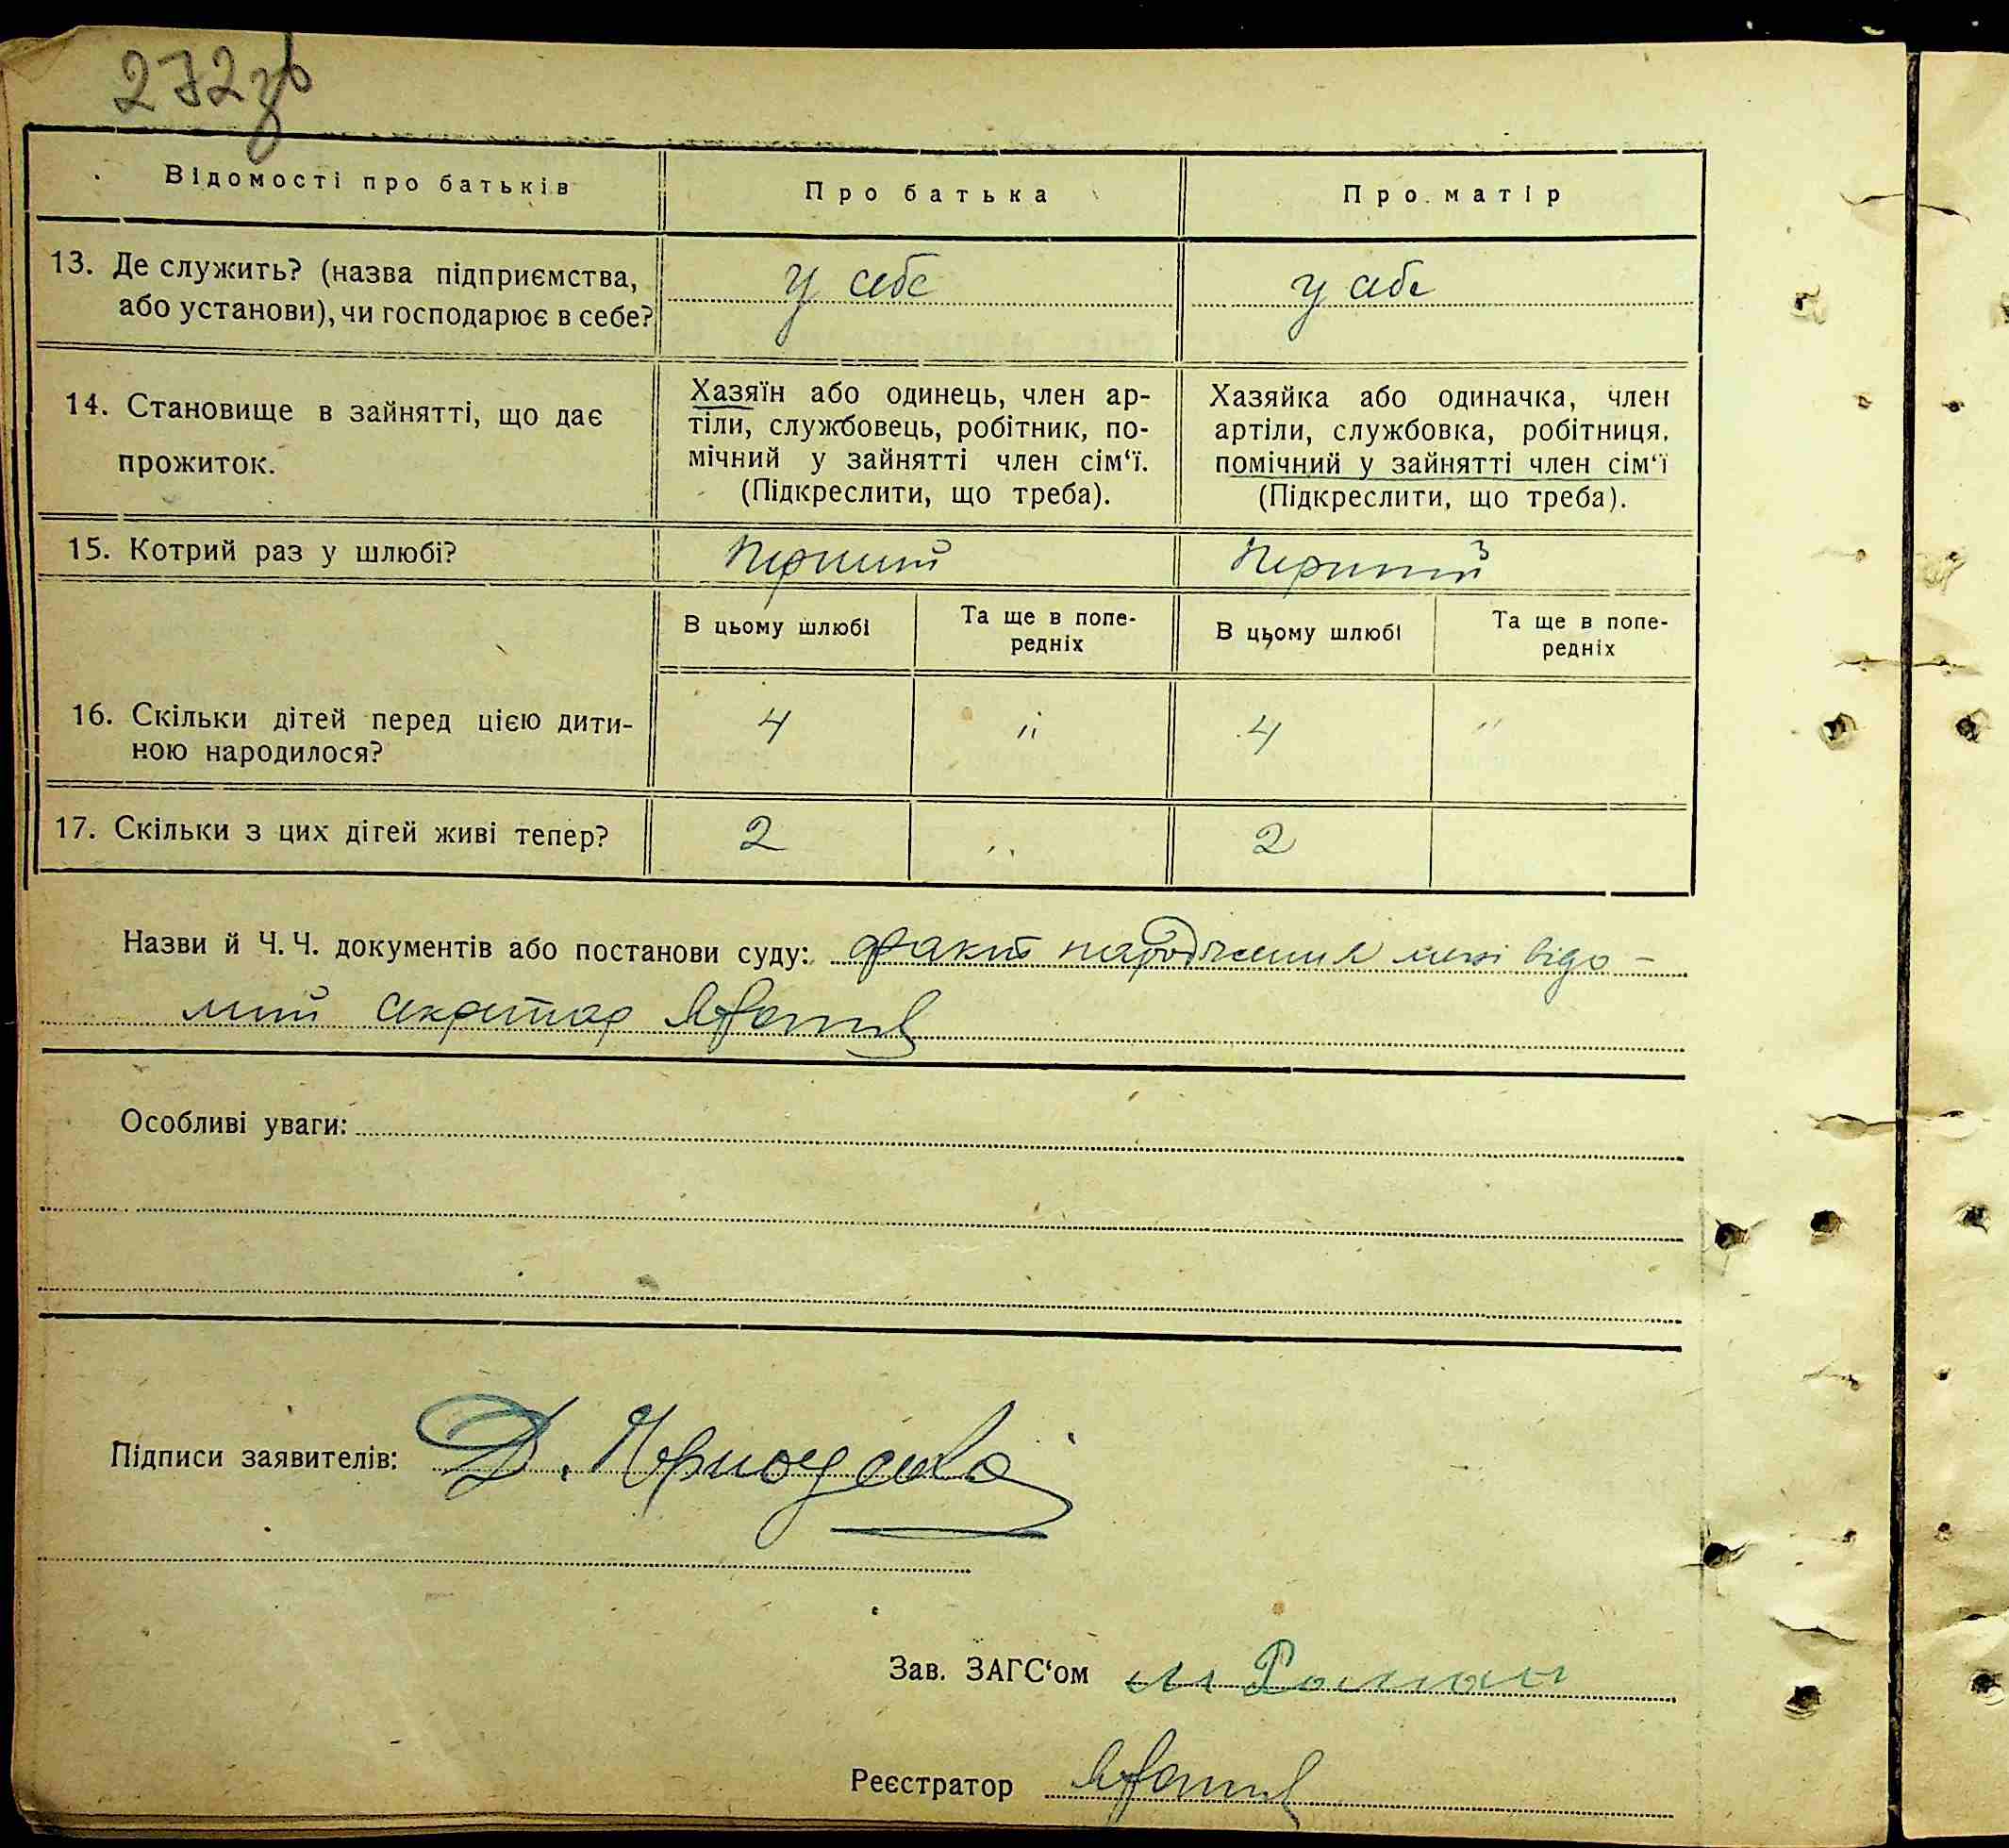 272зв
Відомості про батьків
Про батька
Про матір
13. Де служить? (назва підприємства,
або установи), чи господарює в себе?
у себе
у себе
14. Становище в зайнятті, що дає
прожиток.
Хазяїн або одинець, член ар-
тіли, службовець, робітник, по-
мічний у зайнятті член сім‘ї.
(Підкреслити, що треба).
Хазяйка або одиначка, член
артіли, службовка, робітниця,
помічний у зайнятті член сім‘ї
(Підкреслити, що треба).
15. Котрий раз у шлюбі?
Перший
Перший
В цьому шлюбі
Та ще в попе-
редніх
В цьому шлюбі
Та ще в попе-
редніх
16. Скільки дітей перед цією дити-
ною народилося?
4
"
4
"
17. Скільки з цих дітей живі тепер?
2
"
2
Назви й Ч. Ч. документів або постанови суду: факт народження мені відо-
мий секретар
Особливі уваги:
Підписи заявителів: Д.
Зав. ЗАГС‘ом
Реєстратор